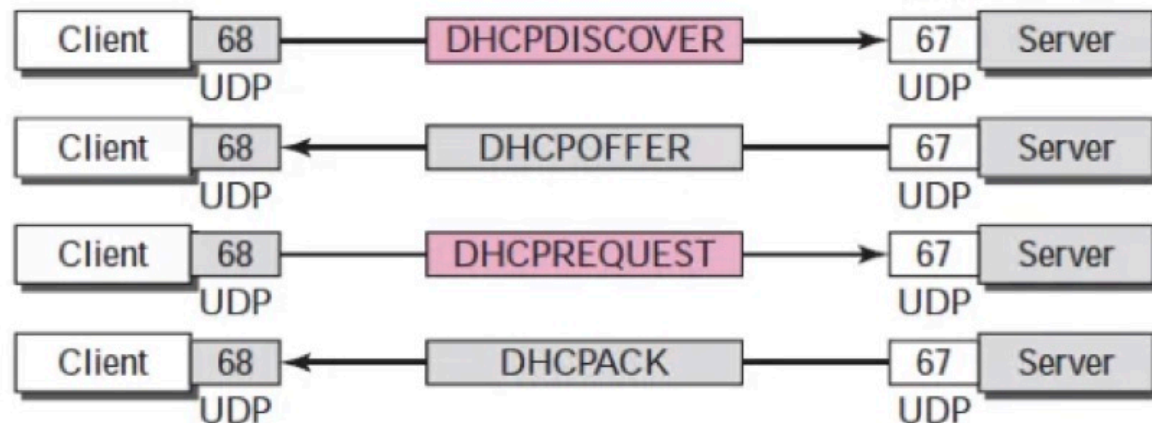 Client 68 DHCPDISCOVER 67 Server
UDP UDP
Client 68 DHCPOFFER 67 Server
UDP UDP
Client 68 DHCPREQUEST 67 Server
UDP UDP
Client 68 DHCPACK 67 Server
UDP UDP